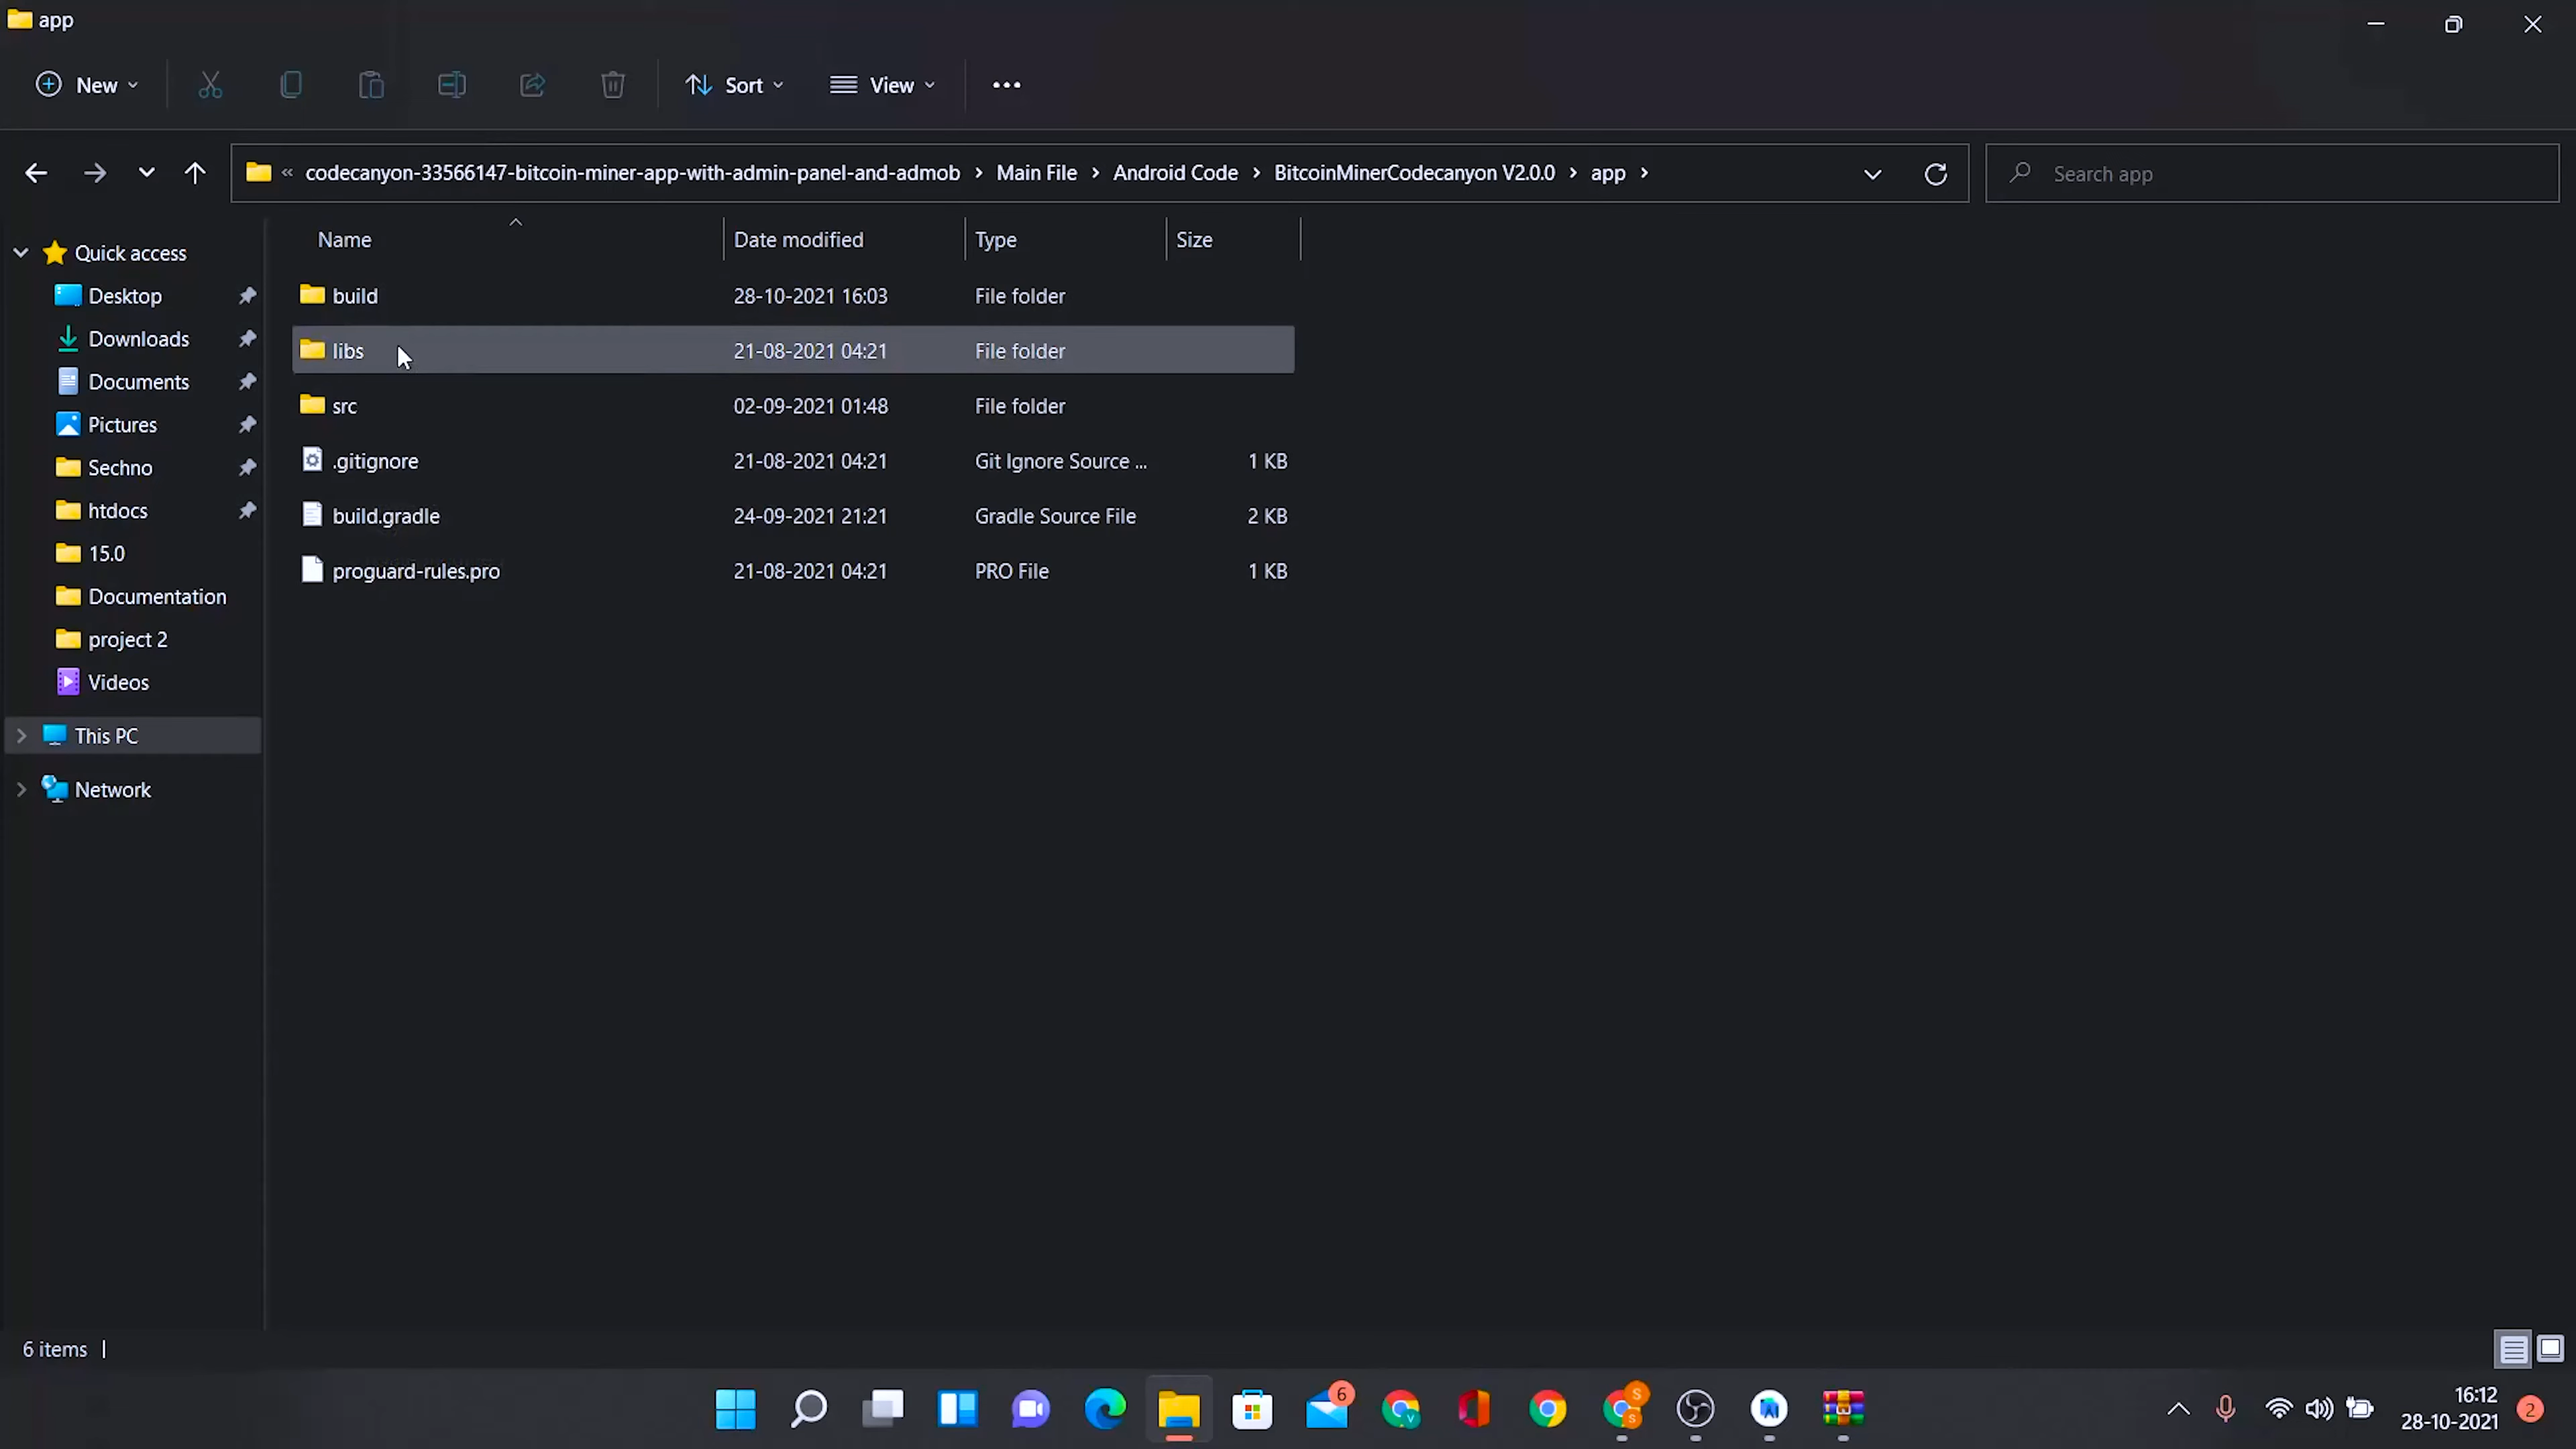 app
New
Sort
View
« codecanyon-33566147-bitcoin-miner-app-with-admin-panel-and-admob › Main File › Android Code › BitcoinMinerCodecanyon V2.0.0 › app ›
Search app
Name Date modified Type Size
Quick access
Desktop
Downloads
Documents
Pictures
Sechno
htdocs
15.0
Documentation
project 2
Videos
This PC
Network
build 28-10-2021 16:03 File folder
libs 21-08-2021 04:21 File folder
src 02-09-2021 01:48 File folder
.gitignore 21-08-2021 04:21 Git Ignore Source ... 1 KB
build.gradle 24-09-2021 21:21 Gradle Source File 2 KB
proguard-rules.pro 21-08-2021 04:21 PRO File 1 KB
6 items
6
V
S
S
16:12
28-10-2021
2